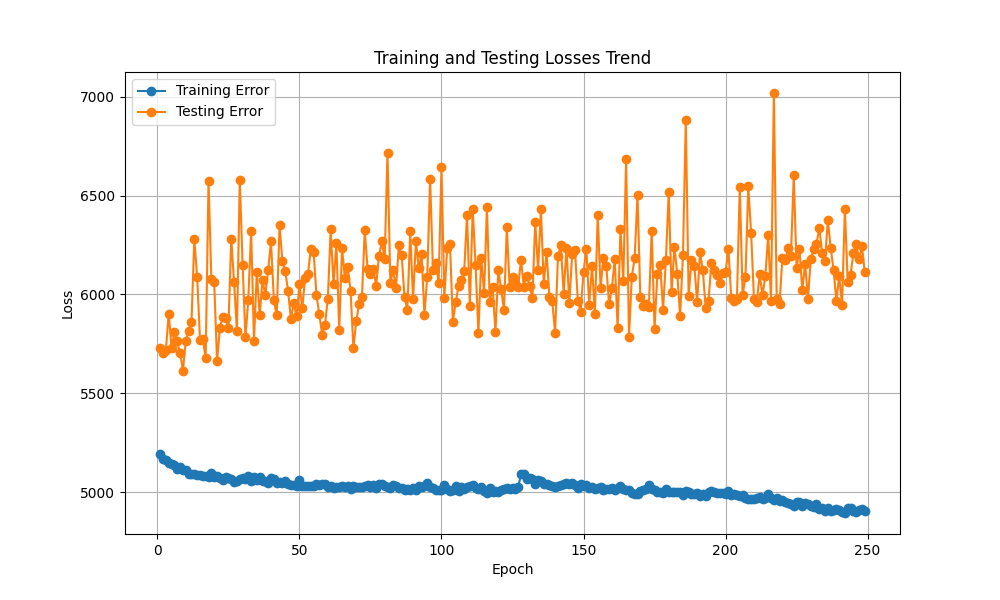 Training and Testing Losses Trend
Training Error
Testing Error
7000
6500
6000
5500
5000
Loss
0
50
100
150
200
250
Epoch